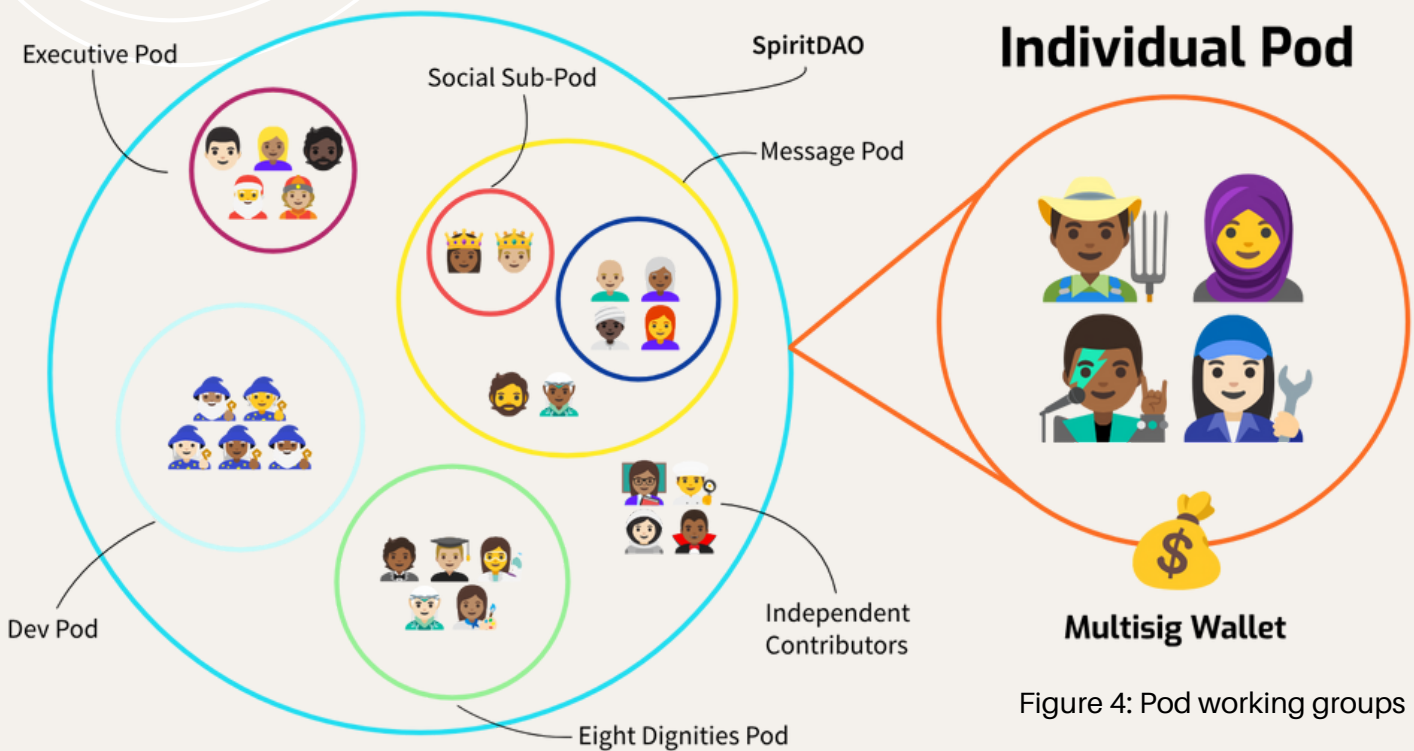 Individual Pod
Executive Pod
SpiritDAO
Social Sub-Pod
Message Pod
Dev Pod
Independent
Contributors
Eight Dignities Pod
$
Multisig Wallet
Figure 4: Pod working groups